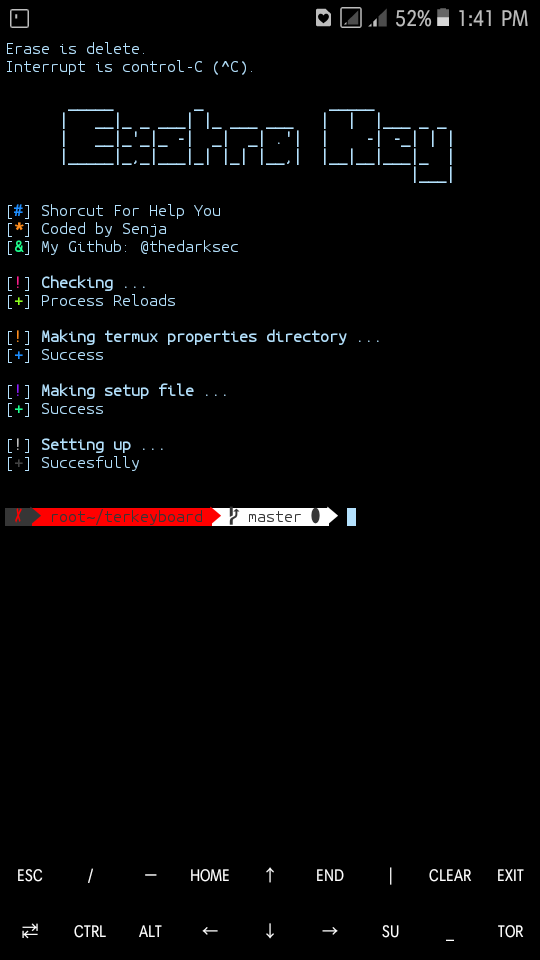 52% 1:41 PM
Erase is delete.
Interrupt is control-C (^C).
Extra Key
[#] Shorcut For Help You
[*] Coded by Senja
[&] My Github: @thedarksec
[!] Checking ...
[+] Process Reloads
[!] Making termux properties directory ...
[+] Success
[!] Making setup file ...
[+] Success
[!] Setting up ...
[+] Succesfully
✗ root~/terkeyboard master
ESC / — HOME ↑ END | CLEAR EXIT
⇄ CTRL ALT ← ↓ → SU _ TOR